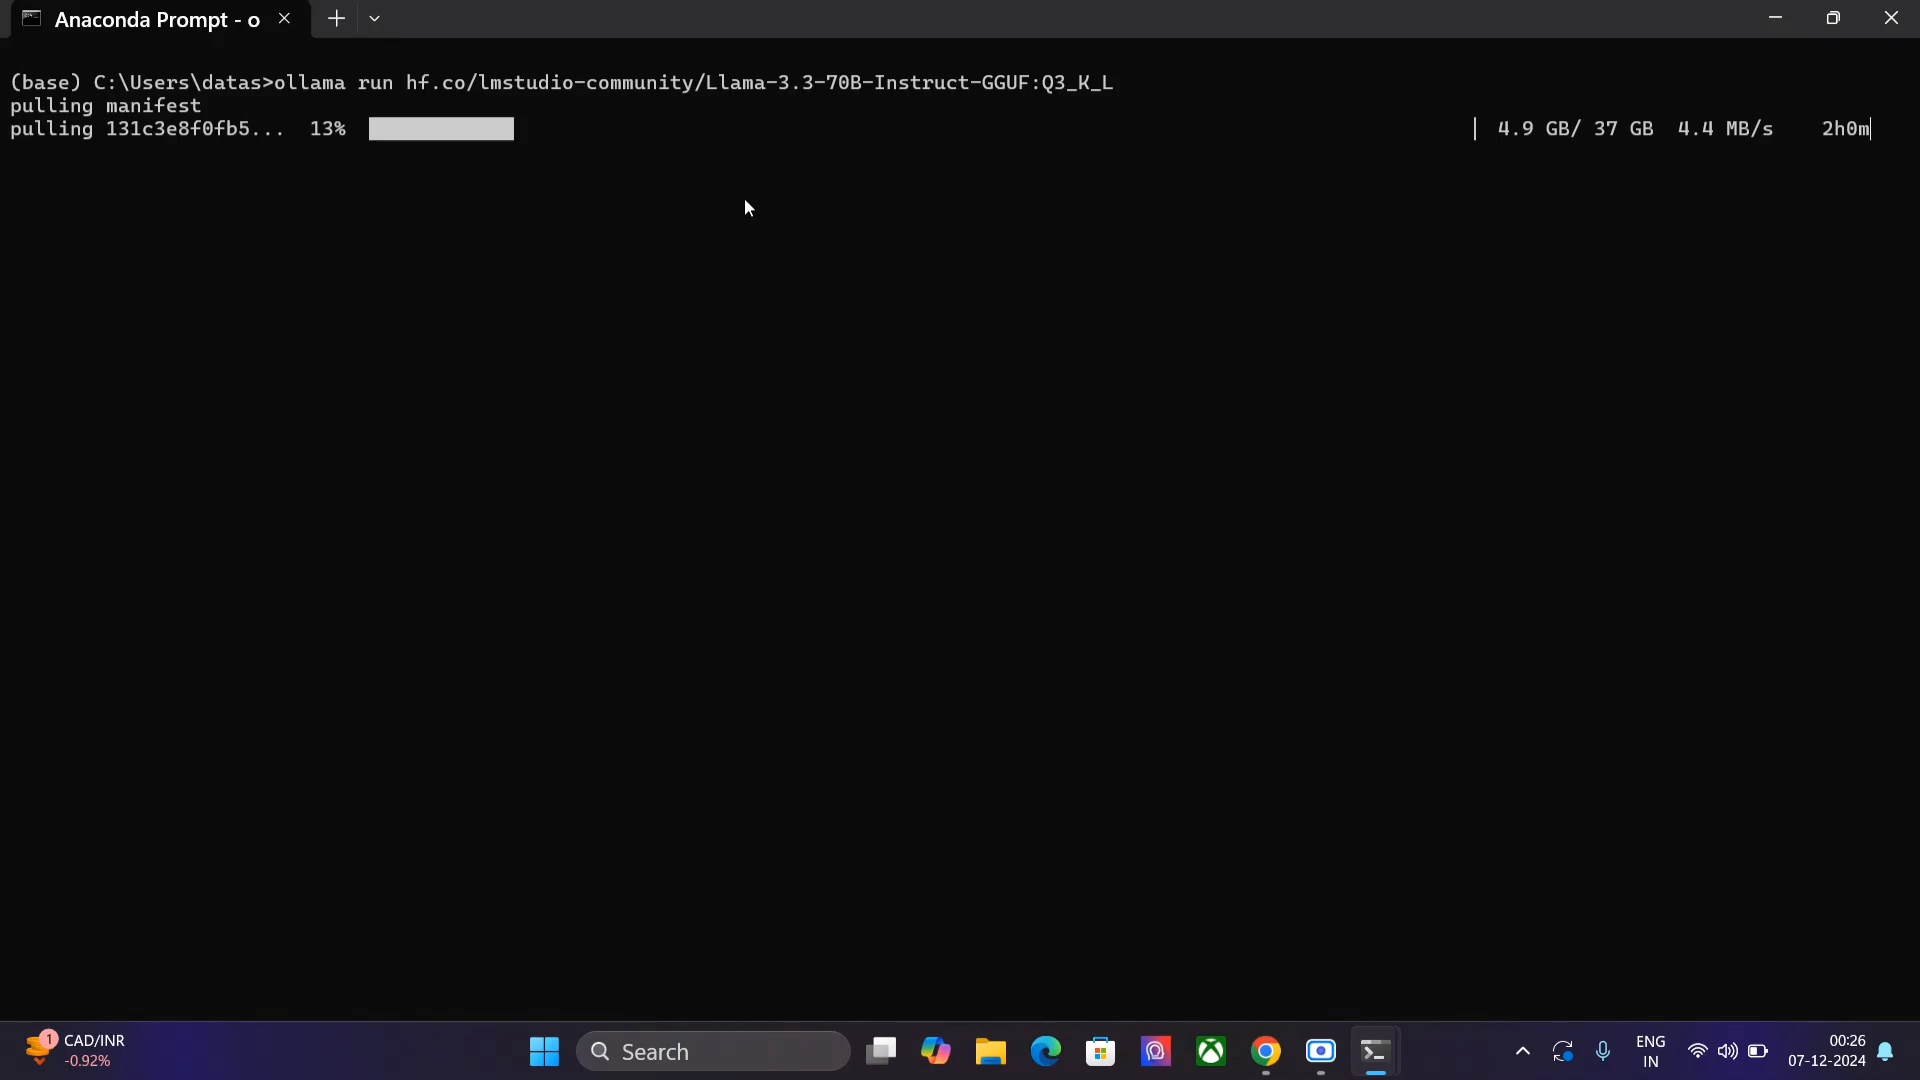 Anaconda Prompt - o
(base) C:\Users\datas>ollama run hf.co/lmstudio-community/Llama-3.3-70B-Instruct-GGUF:Q3_K_L
pulling manifest
pulling 131c3e8f0fb5... 13% | 4.9 GB/ 37 GB 4.4 MB/s 2h0m
1
CAD/INR
-0.92%
Search
ENG
IN
00:26
07-12-2024